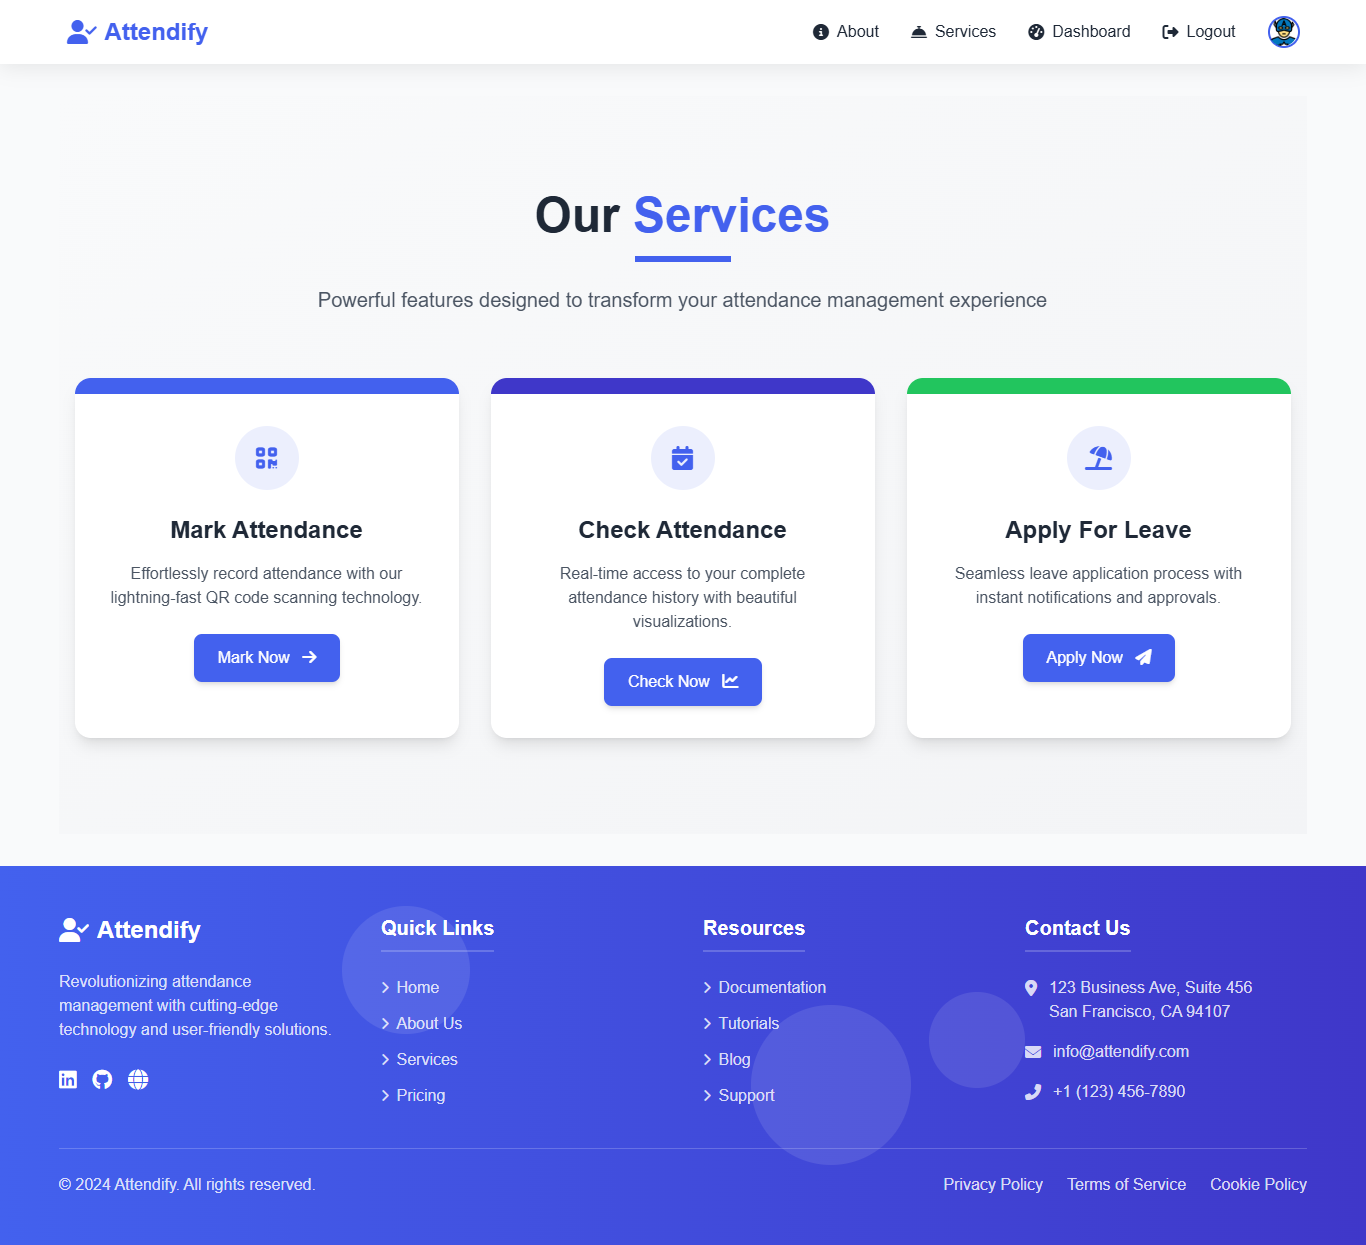 Attendify
About
Services
Dashboard
Logout
Our Services
Powerful features designed to transform your attendance management experience
Mark Attendance
Effortlessly record attendance with our
lightning-fast QR code scanning technology.
Mark Now
Check Attendance
Real-time access to your complete
attendance history with beautiful
visualizations.
Check Now
Apply For Leave
Seamless leave application process with
instant notifications and approvals.
Apply Now
Attendify
Revolutionizing attendance
management with cutting-edge
technology and user-friendly solutions.
Quick Links
Home
About Us
Services
Pricing
Resources
Documentation
Tutorials
Blog
Support
Contact Us
123 Business Ave, Suite 456
San Francisco, CA 94107
info@attendify.com
+1 (123) 456-7890
© 2024 Attendify. All rights reserved.
Privacy Policy
Terms of Service
Cookie Policy